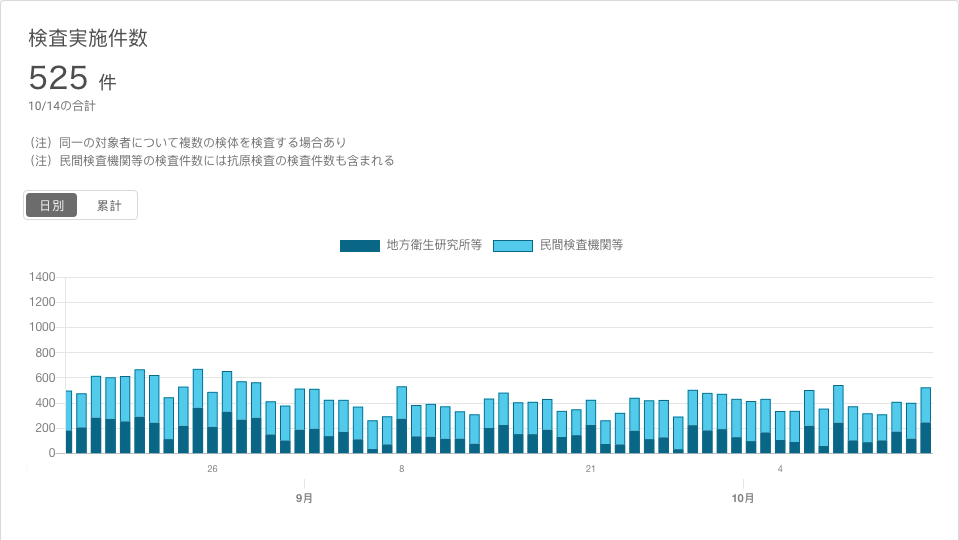 検査実施件数
525 件
10/14の合計
（注）同一の対象者について複数の検体を検査する場合あり
（注）民間検査機関等の検査件数には抗原検査の検査件数も含まれる
日別 累計
地方衛生研究所等 民間検査機関等
1400
1200
1000
800
600
400
200
0
26 8 21 4
9月 10月